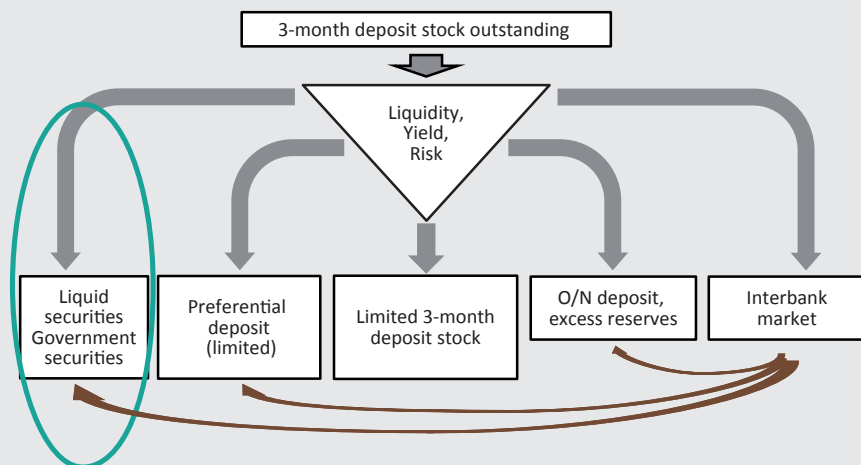 3-month deposit stock outstanding
Liquidity,
Yield,
Risk
Liquid
securities
Government
securities
Preferential
deposit
(limited)
Limited 3-month
deposit stock
O/N deposit,
excess reserves
Interbank
market